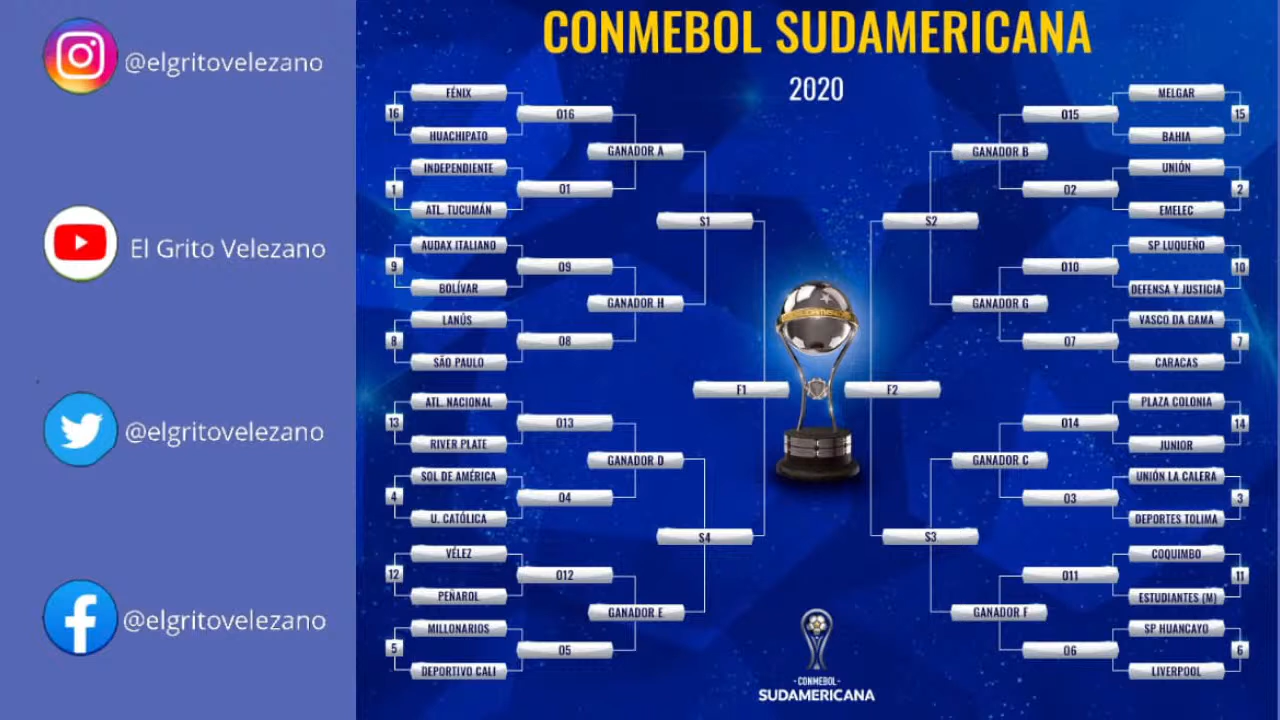 @elgritovelezano
El Grito Velezano
@elgritovelezano
@elgritovelezano
CONMEBOL SUDAMERICANA
2020
FÉNIX
16
HUACHIPATO
O16
GANADOR A
INDEPENDIENTE
1
ATL. TUCUMÁN
O1
S1
AUDAX ITALIANO
9
BOLÍVAR
O9
GANADOR H
LANÚS
8
SÃO PAULO
O8
F1
ATL. NACIONAL
13
RIVER PLATE
O13
GANADOR D
SOL DE AMÉRICA
4
U. CATÓLICA
O4
S4
VÉLEZ
12
PEÑAROL
O12
GANADOR E
MILLONARIOS
5
DEPORTIVO CALI
O5
MELGAR
15
BAHIA
O15
GANADOR B
UNIÓN
2
EMELEC
O2
S2
SP LUQUEÑO
10
DEFENSA Y JUSTICIA
O10
GANADOR G
VASCO DA GAMA
7
CARACAS
O7
F2
PLAZA COLONIA
14
JUNIOR
O14
GANADOR C
UNIÓN LA CALERA
3
DEPORTES TOLIMA
O3
S3
COQUIMBO
11
ESTUDIANTES (M)
O11
GANADOR F
SP HUANCAYO
6
LIVERPOOL
O6
- CONMEBOL -
SUDAMERICANA